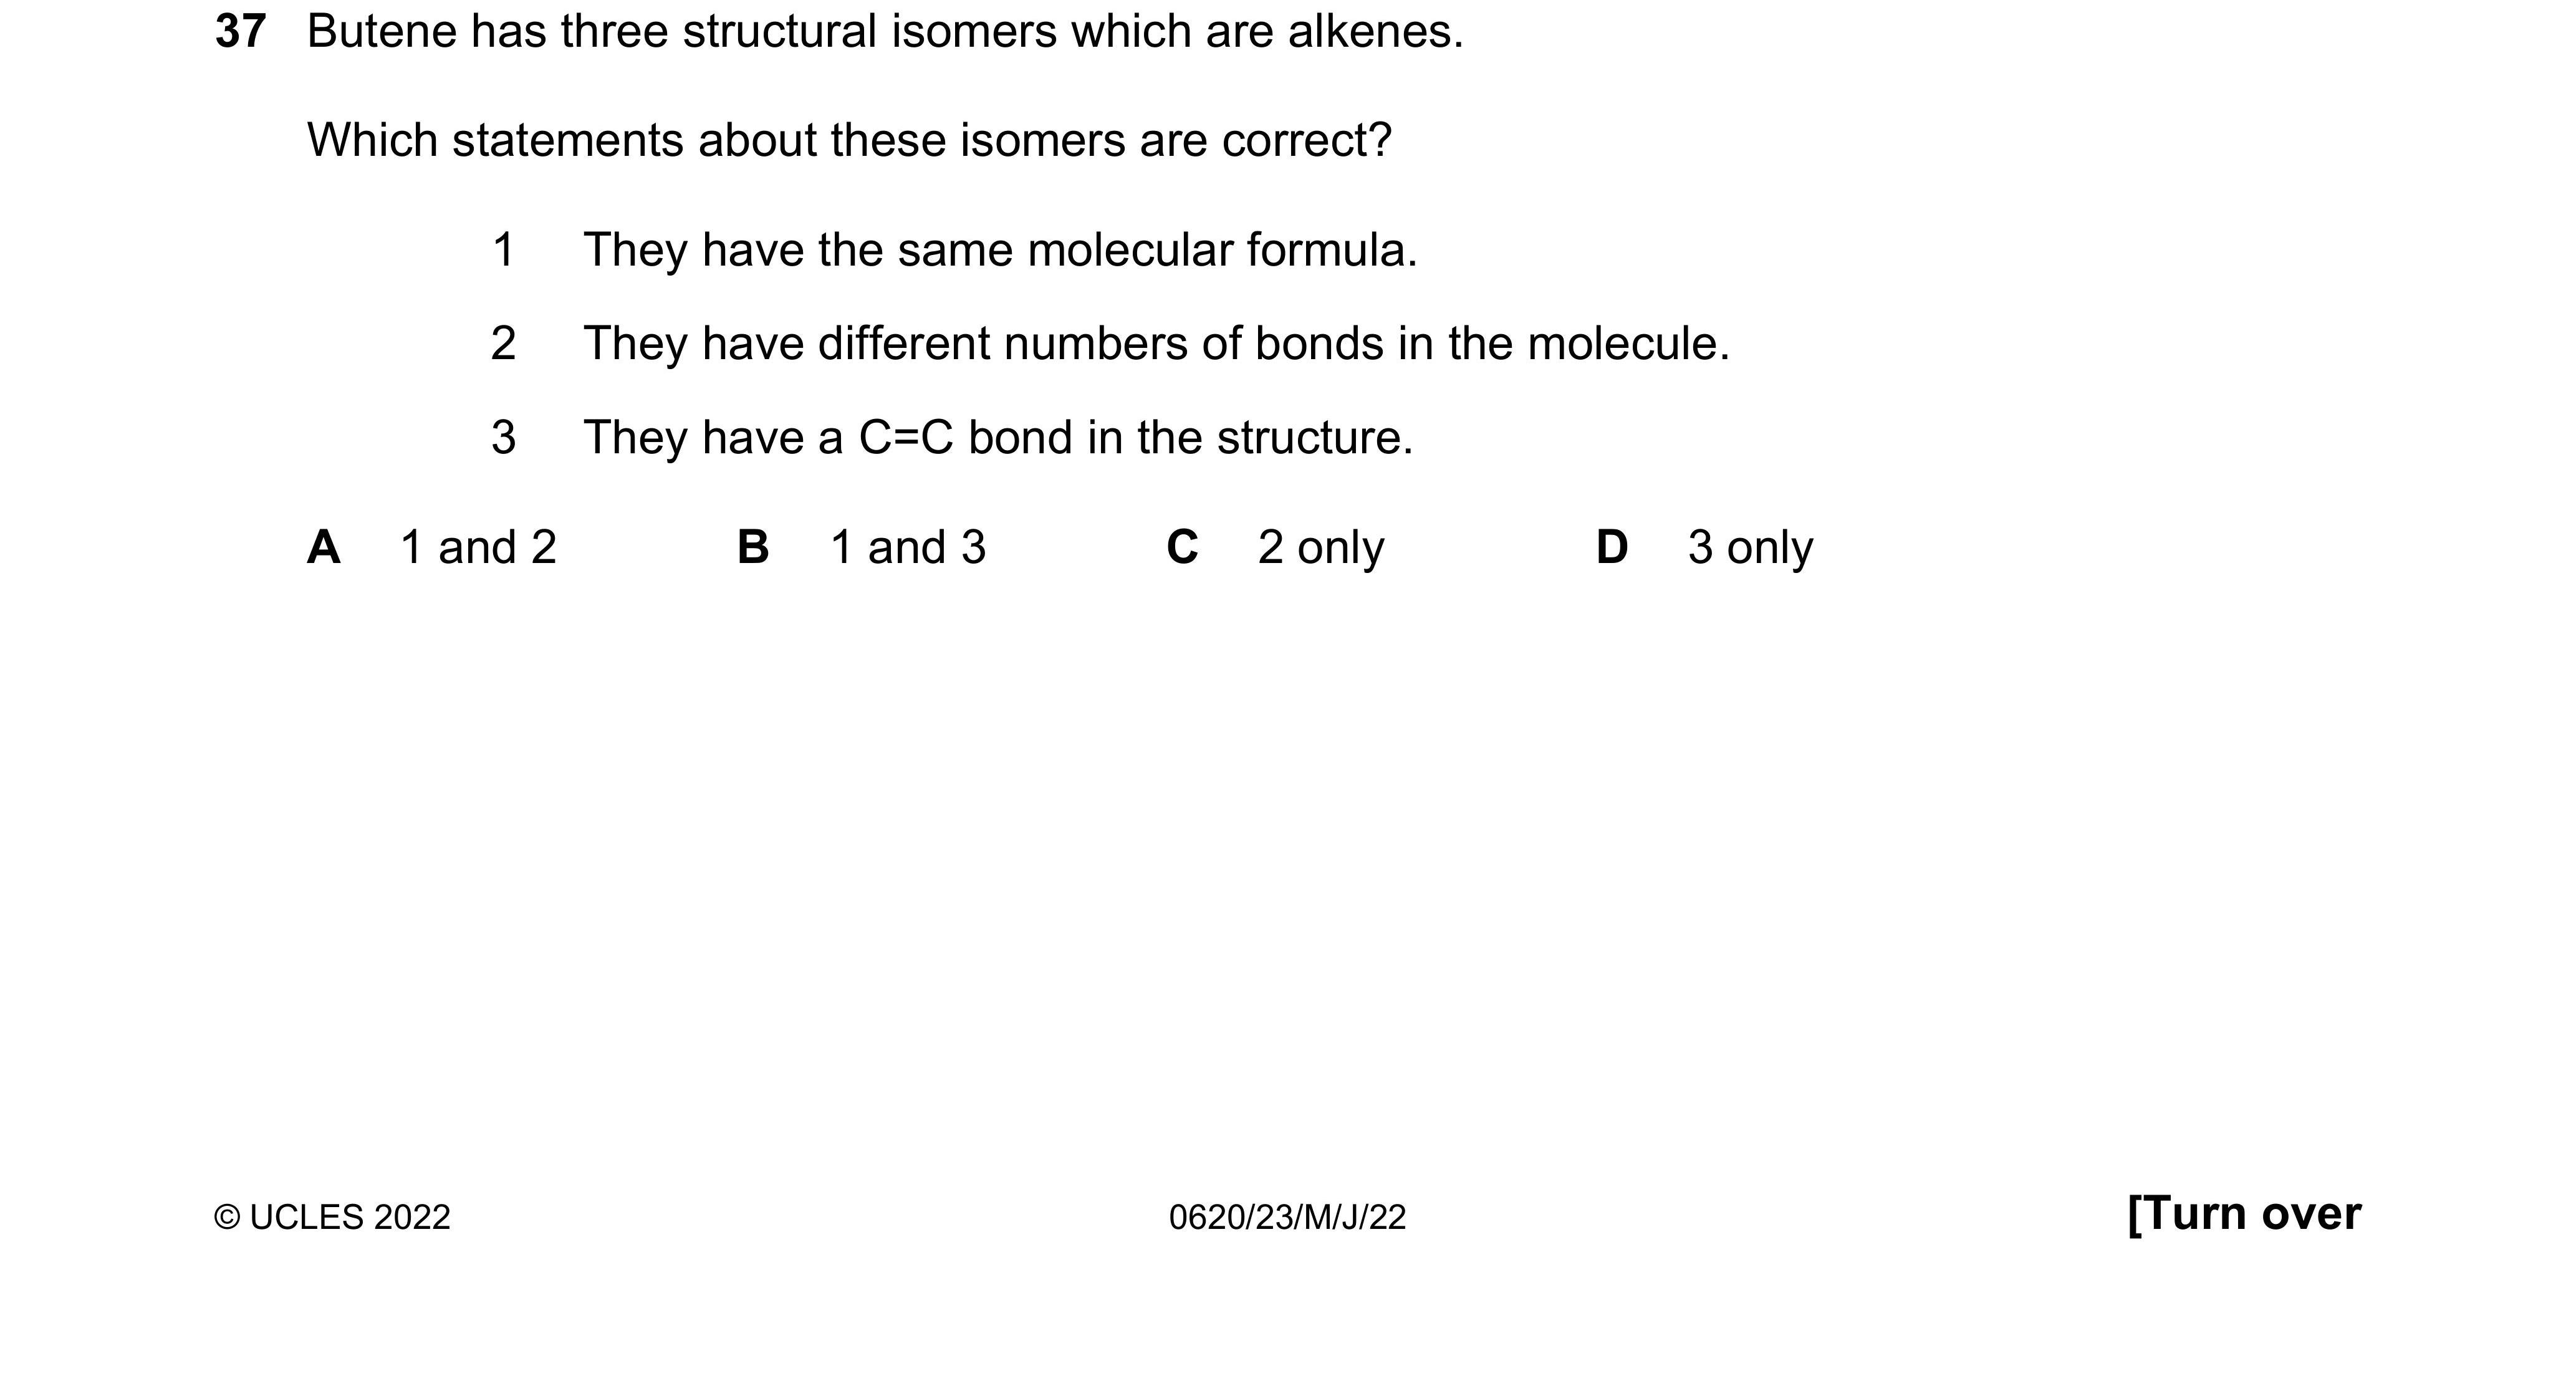 37 Butene has three structural isomers which are alkenes.
Which statements about these isomers are correct?
1 They have the same molecular formula.
2 They have different numbers of bonds in the molecule.
3 They have a C=C bond in the structure.
A 1 and 2 B 1 and 3 C 2 only D 3 only
© UCLES 2022 0620/23/M/J/22 [Turn over